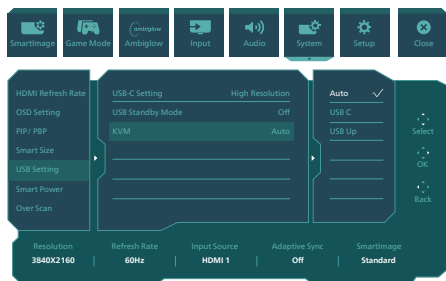 ambiglow
SmartImage
Game Mode
Ambiglow
Input
Audio
System
Setup
Close
HDMI Refresh Rate
OSD Setting
PIP/ PBP
Smart Size
USB Setting
Smart Power
Over Scan
USB-C Setting High Resolution
USB Standby Mode Off
KVM Auto
Auto
USB C
USB Up
Select
OK
Back
Resolution Refresh Rate Input Source Adaptive Sync SmartImage
3840X2160 60Hz HDMI 1 Off Standard